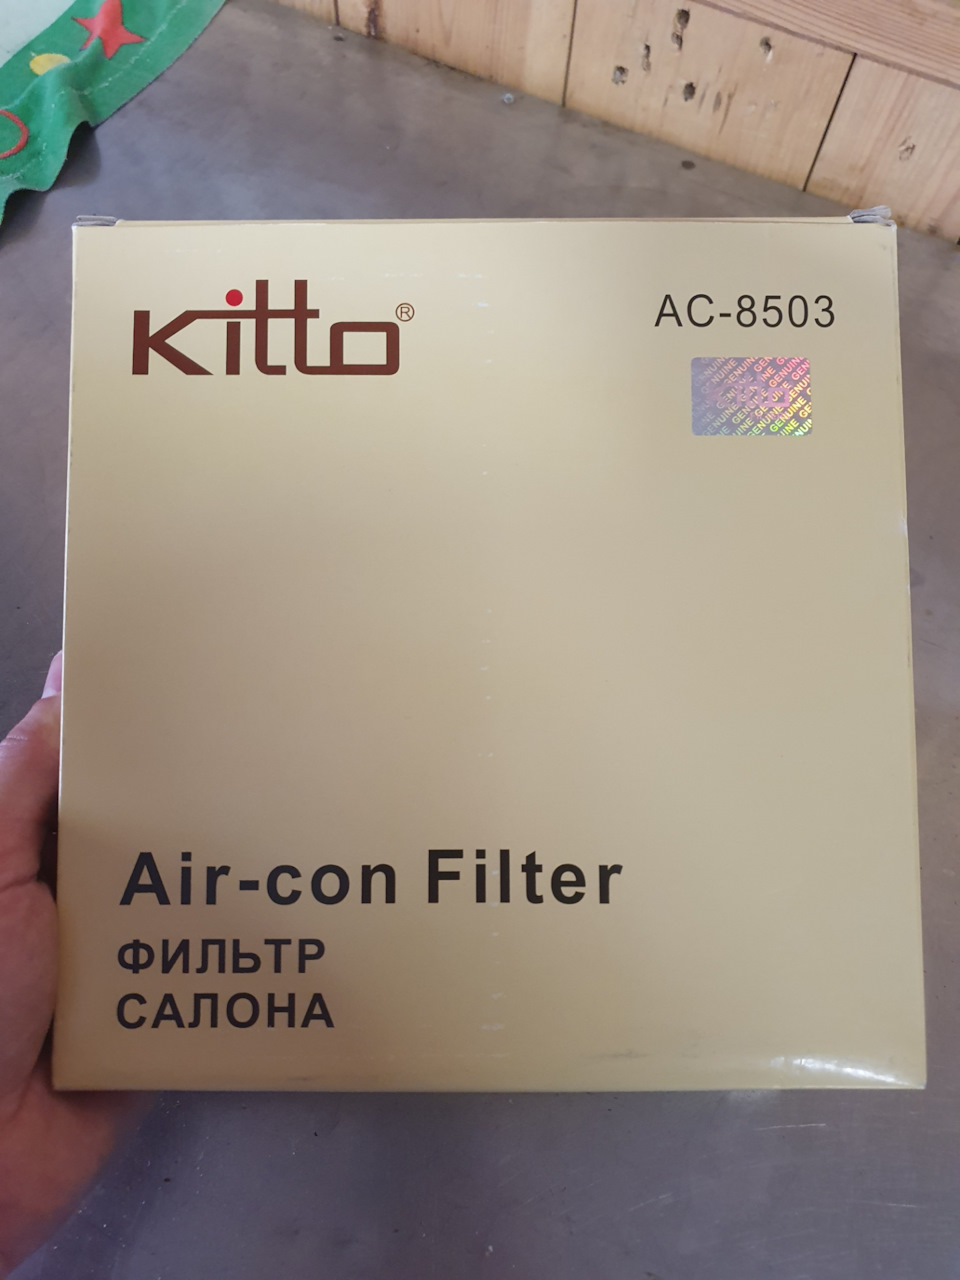 Kitto®
AC-8503
GENUINE
Air-con Filter
ФИЛЬТР
САЛОНА